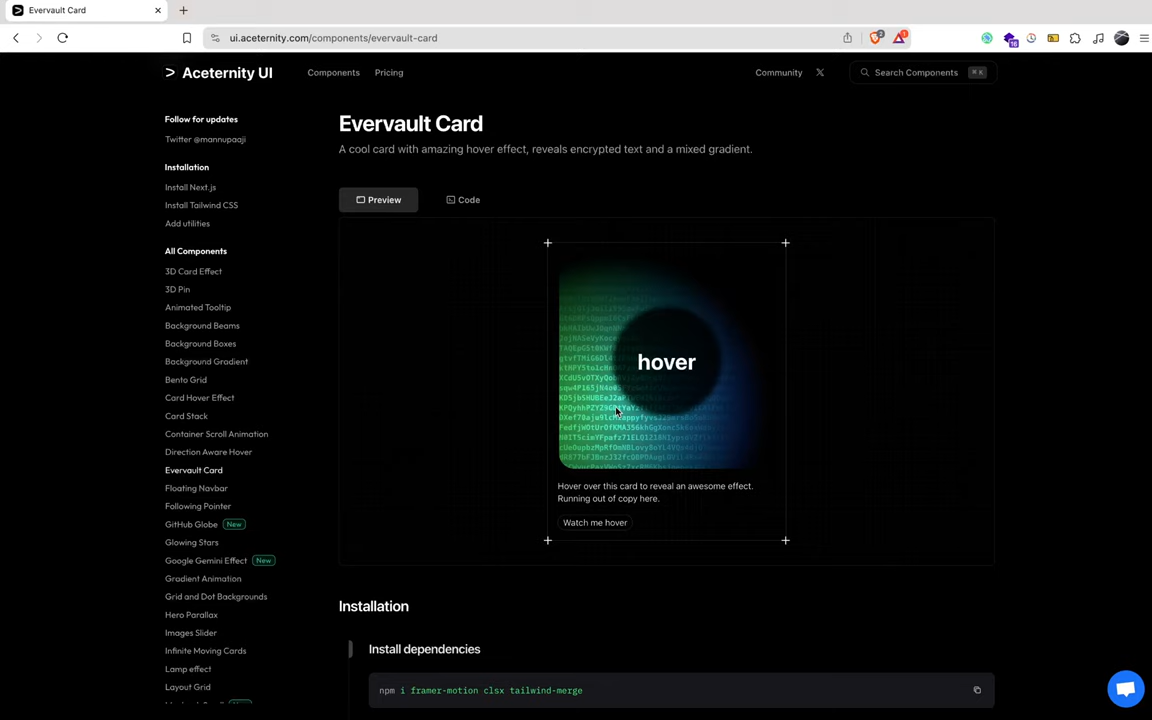 Evervault Card
ui.aceternity.com/components/evervault-card
2
1
16
Aceternity UI
Components
Pricing
Community
Search Components
⌘ K
Follow for updates
Twitter @mannupaaji
Installation
Install Next.js
Install Tailwind CSS
Add utilities
All Components
3D Card Effect
3D Pin
Animated Tooltip
Background Beams
Background Boxes
Background Gradient
Bento Grid
Card Hover Effect
Card Stack
Container Scroll Animation
Direction Aware Hover
Evervault Card
Floating Navbar
Following Pointer
GitHub Globe New
Glowing Stars
Google Gemini Effect New
Gradient Animation
Grid and Dot Backgrounds
Hero Parallax
Images Slider
Infinite Moving Cards
Lamp effect
Layout Grid
Evervault Card
A cool card with amazing hover effect, reveals encrypted text and a mixed gradient.
Preview
Code
hover
Hover over this card to reveal an awesome effect.
Running out of copy here.
Watch me hover
Installation
Install dependencies
npm i framer-motion clsx tailwind-merge